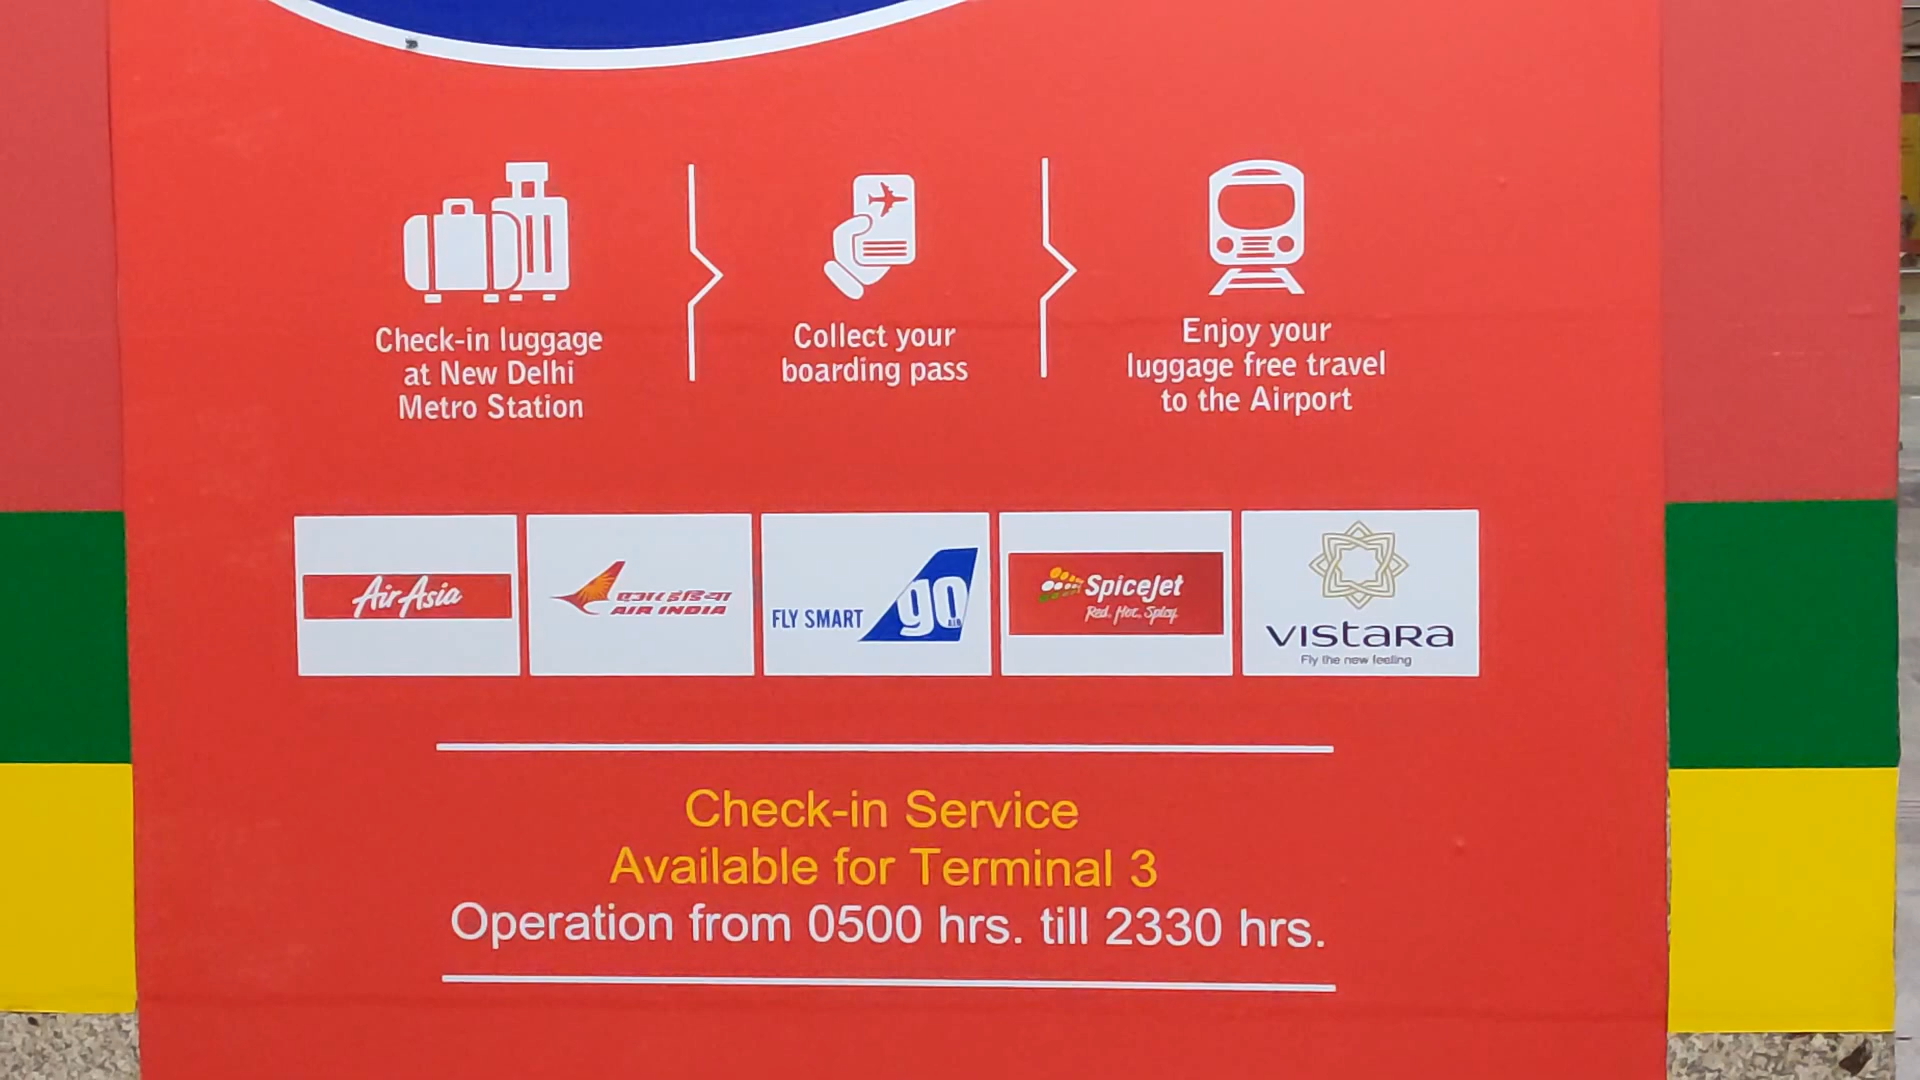 Check-in luggage
at New Delhi
Metro Station
Collect your
boarding pass
Enjoy your
luggage free travel
to the Airport
AirAsia
एअर इंडिया
AIR INDIA
FLY SMART
go
AIR
SpiceJet
Red. Hot. Spicy.
VISTARA
Fly the new feeling
Check-in Service
Available for Terminal 3
Operation from 0500 hrs. till 2330 hrs.